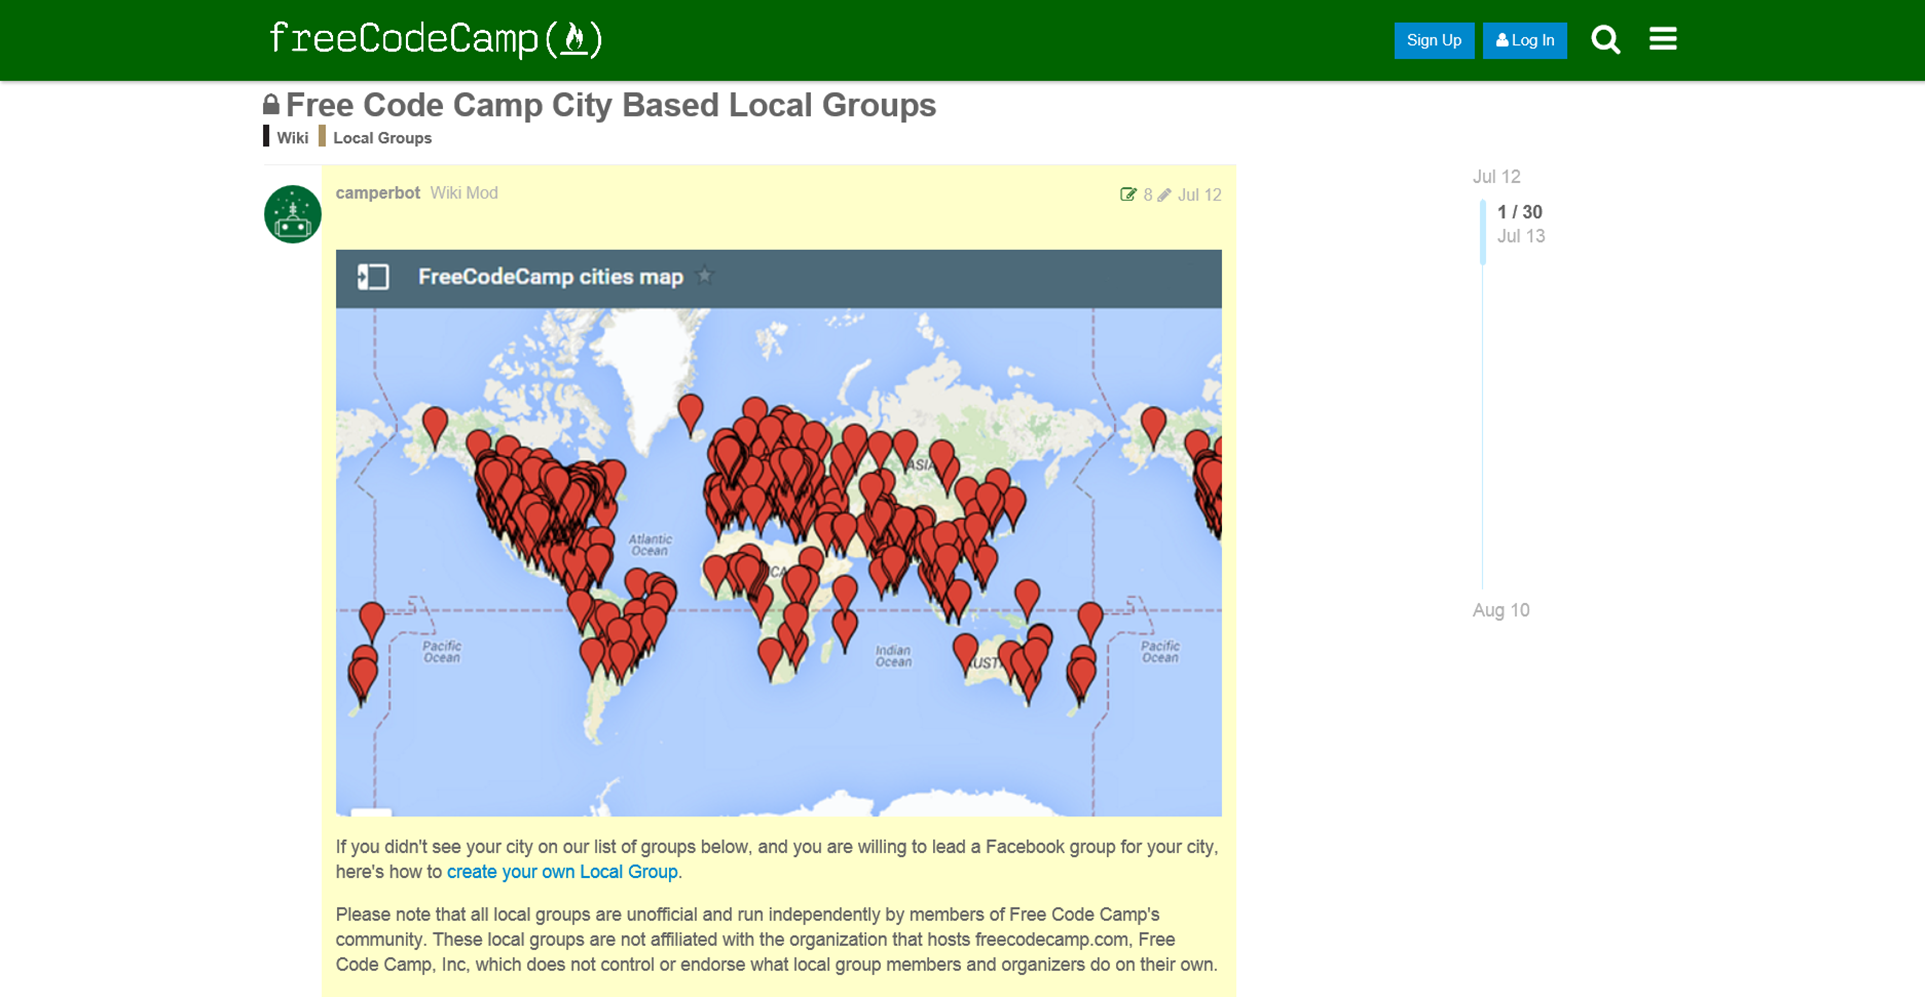 freeCodeCamp
Sign Up
Log In
Free Code Camp City Based Local Groups
Wiki
Local Groups
camperbot Wiki Mod
8
Jul 12
Jul 12
1 / 30
Jul 13
FreeCodeCamp cities map
ASIA
Atlantic
Ocean
CA
Pacific
Ocean
Indian
Ocean
AUST
Pacific
Ocean
Aug 10
If you didn't see your city on our list of groups below, and you are willing to lead a Facebook group for your city,
here's how to create your own Local Group.
Please note that all local groups are unofficial and run independently by members of Free Code Camp's
community. These local groups are not affiliated with the organization that hosts freecodecamp.com, Free
Code Camp, Inc, which does not control or endorse what local group members and organizers do on their own.